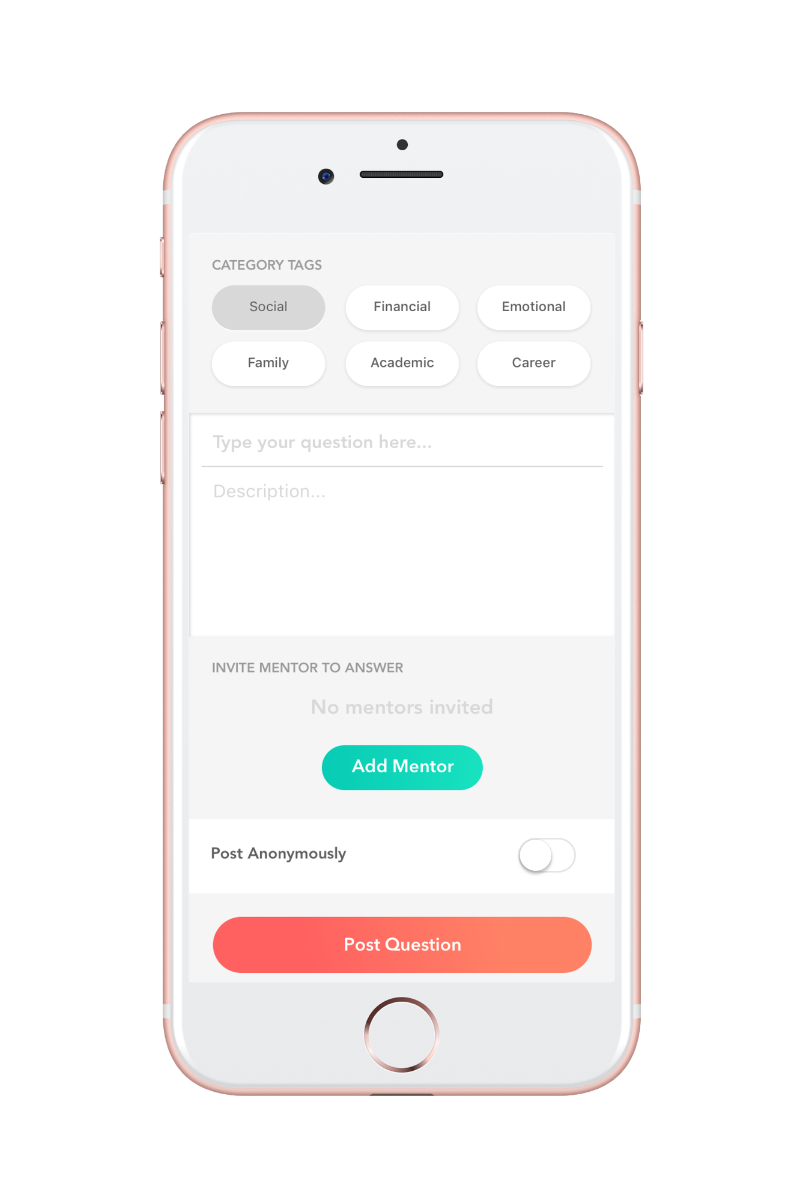 CATEGORY TAGS
Social Financial Emotional
Family Academic Career
Type your question here...
Description...
INVITE MENTOR TO ANSWER
No mentors invited
Add Mentor
Post Anonymously
Post Question